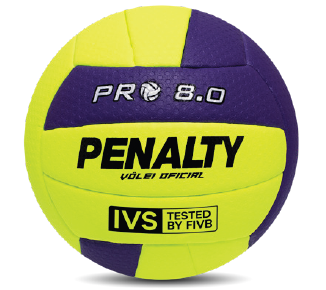 PRO 8.0
PENALTY
VÔLEI OFICIAL
IVS TESTED
BY FIVB